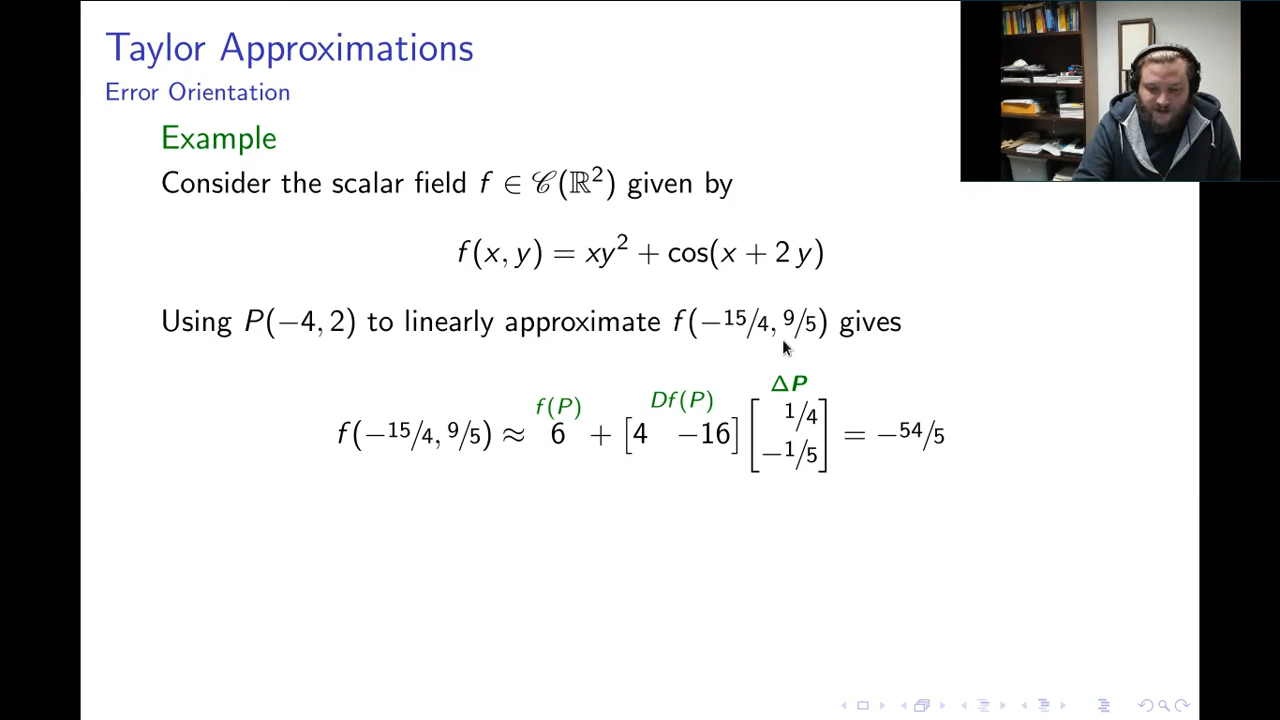 Taylor Approximations
Error Orientation
Example
Consider the scalar field f ∈ 𝒞(ℝ²) given by
f(x, y) = xy² + cos(x + 2 y)
Using P(−4, 2) to linearly approximate f(−15/4, 9/5) gives
f(P) Df(P) ΔP
f(−15/4, 9/5) ≈ 6 + [4 −16] [1/4 −1/5] = −54/5